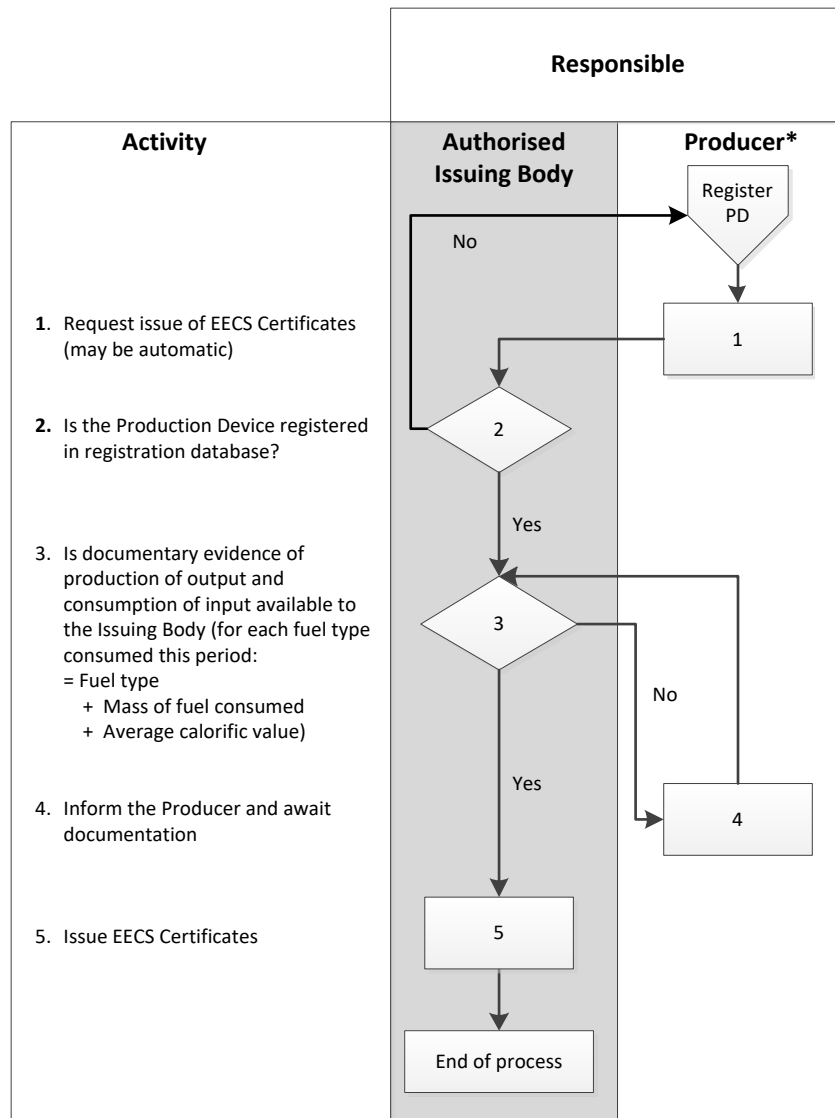 Responsible
Activity
Authorised
Issuing Body
Producer*
Register
PD
No
1. Request issue of EECS Certificates
(may be automatic)
1
2. Is the Production Device registered
in registration database?
2
Yes
3. Is documentary evidence of
production of output and
consumption of input available to
the Issuing Body (for each fuel type
consumed this period:
= Fuel type
+ Mass of fuel consumed
+ Average calorific value)
3
No
Yes
4. Inform the Producer and await
documentation
4
5. Issue EECS Certificates
5
End of process